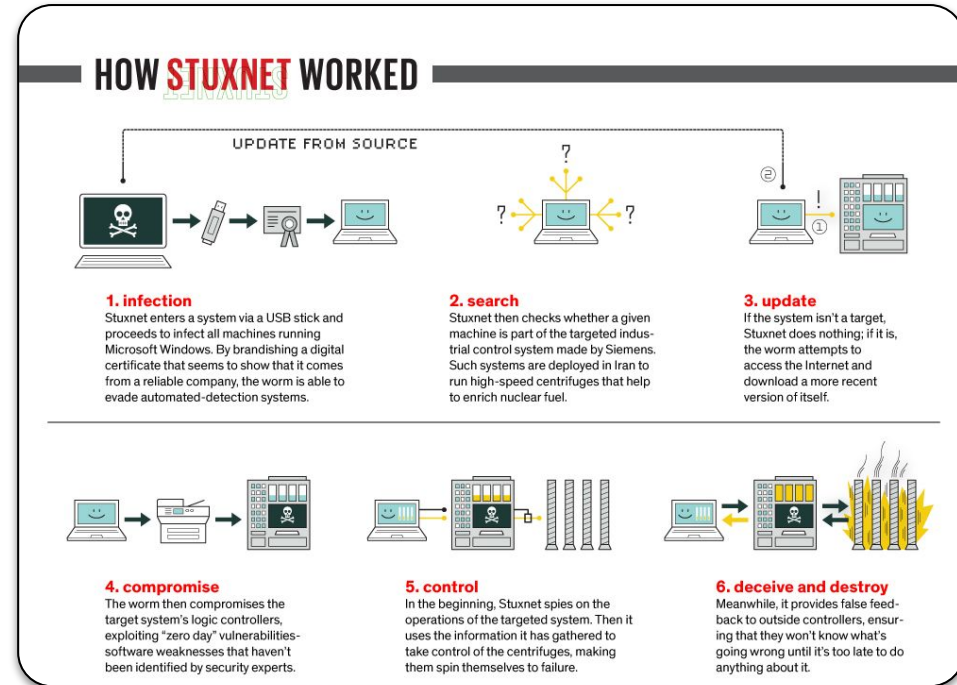 HOW STUXNET WORKED
UPDATE FROM SOURCE
?
?
?
2
!
1
1. infection
Stuxnet enters a system via a USB stick and
proceeds to infect all machines running
Microsoft Windows. By brandishing a digital
certificate that seems to show that it comes
from a reliable company, the worm is able to
evade automated-detection systems.
2. search
Stuxnet then checks whether a given
machine is part of the targeted indus-
trial control system made by Siemens.
Such systems are deployed in Iran to
run high-speed centrifuges that help
to enrich nuclear fuel.
3. update
If the system isn't a target,
Stuxnet does nothing; if it is,
the worm attempts to
access the Internet and
download a more recent
version of itself.
4. compromise
The worm then compromises the
target system's logic controllers,
exploiting "zero day" vulnerabilities-
software weaknesses that haven't
been identified by security experts.
5. control
In the beginning, Stuxnet spies on the
operations of the targeted system. Then it
uses the information it has gathered to
take control of the centrifuges, making
them spin themselves to failure.
6. deceive and destroy
Meanwhile, it provides false feed-
back to outside controllers, ensur-
ing that they won't know what's
going wrong until it's too late to do
anything about it.